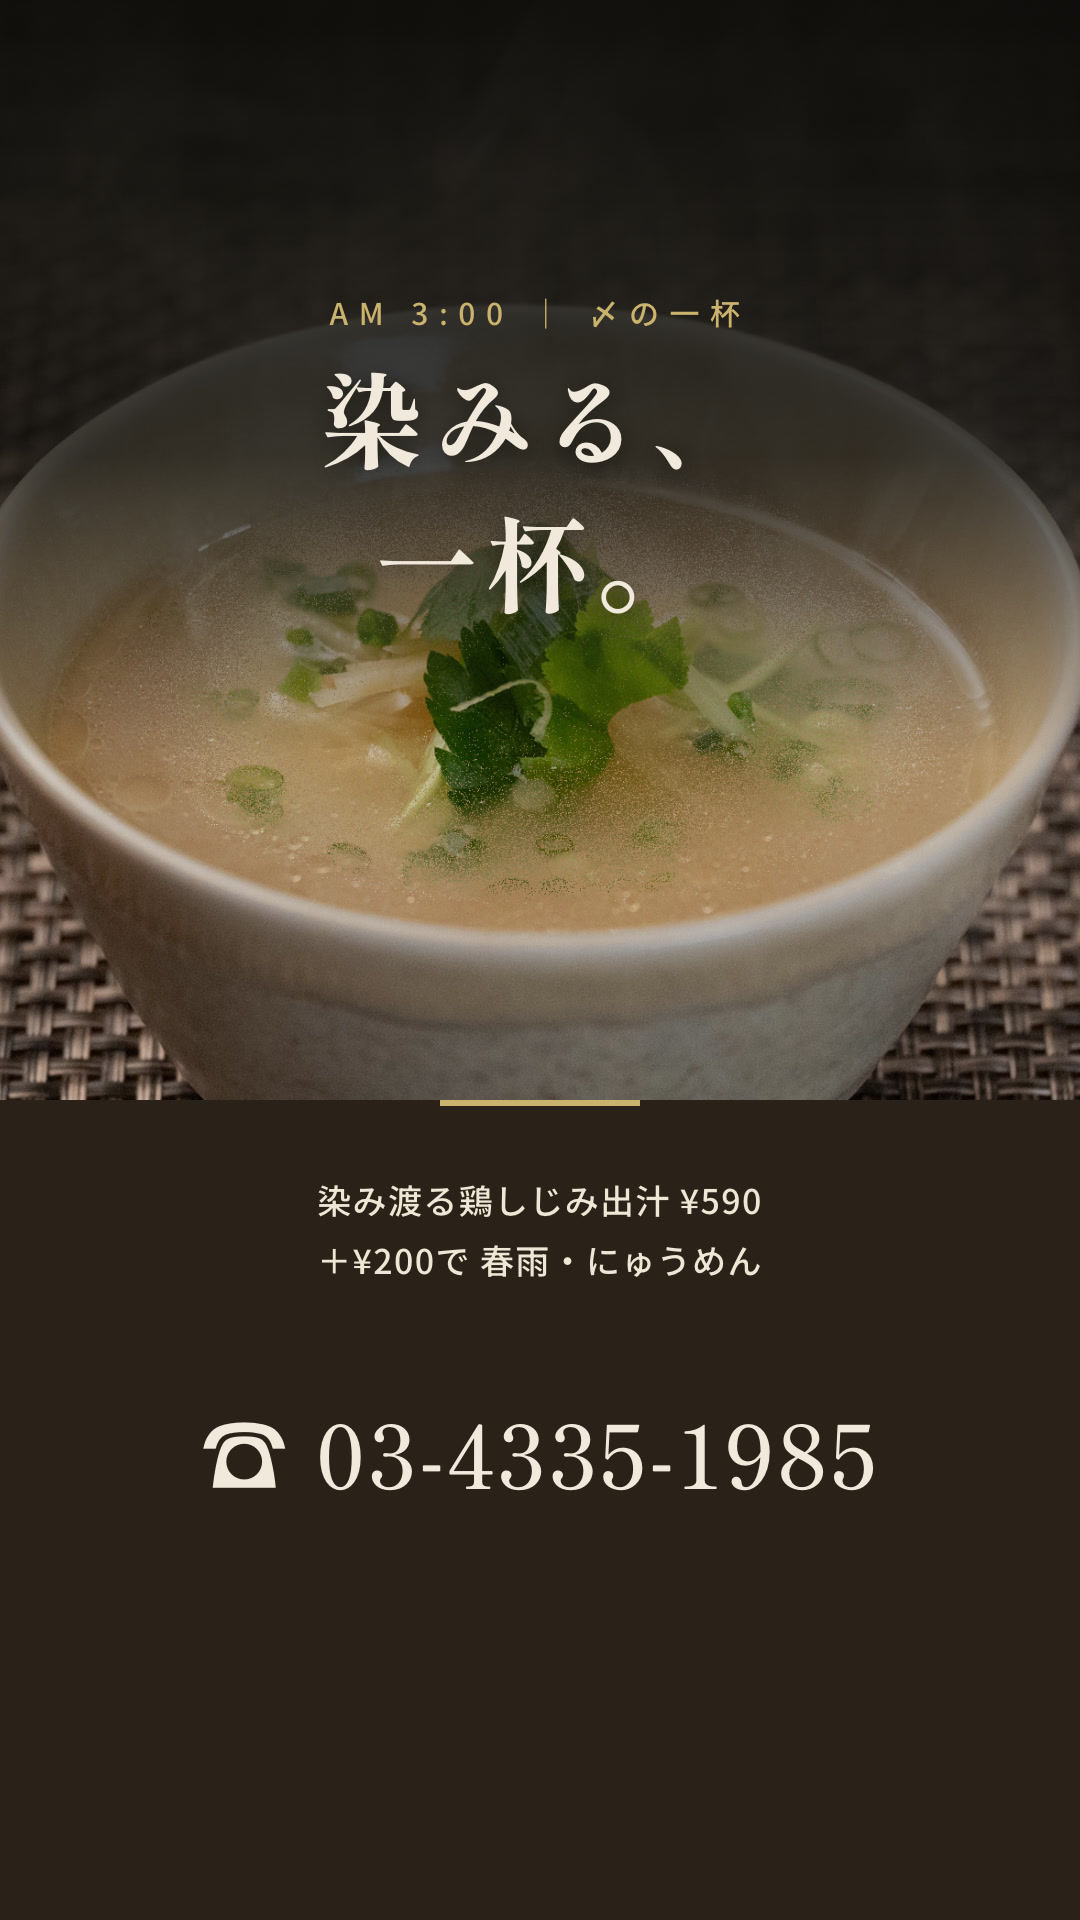 AM 3:00 ｜ 〆の一杯
染みる、
一杯。
染み渡る鶏しじみ出汁 ¥590
＋¥200で 春雨・にゅうめん
☎ 03-4335-1985